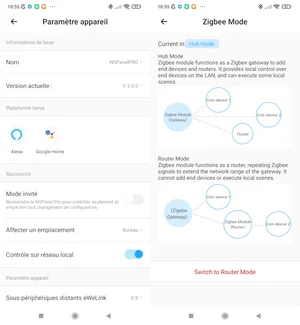 10:55
Paramètre appareil
Informations de base
Nom
NSPanelPRO
Version actuelle :
V 3.0.0
Plateforme tierce
Alexa
Google Home
Raccourcis
Mode invité
Restreindre le NSPanel Pro pour contrôler seulement et
empêcher tout changement de configuration.
Affecter un emplacement
Bureau
Contrôle sur réseau local
Paramètre appareil
Sous-périphériques distants eWeLink
0/8
10:55
Zigbee Mode
Current in Hub mode
Hub Mode
Zigbee module functions as a Zigbee gateway to add
end devices and routers. It provides local control over
end devices on the LAN, and can execute some local
scenes.
End-device 1
Zigbee Module
(Gateway)
End-device 2
Router
Router Mode
Zigbee module functions as a router, repeating Zigbee
signals to extend the network range of the gateway. It
cannot add end devices or execute local scenes.
End-device 1
(Zigbee
Gateway)
Zigbee Module
(Router)
End-device 2
Switch to Router Mode